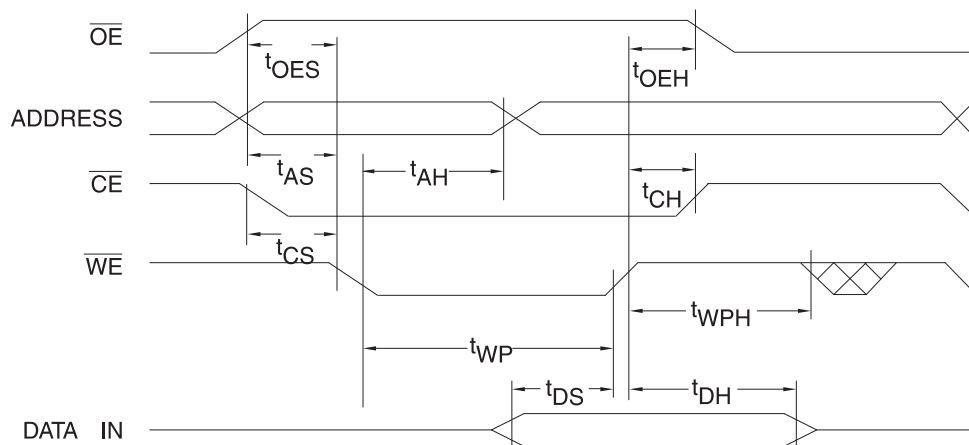 OE
tOES
tOEH
ADDRESS
tAS
tAH
CE
tCH
tCS
WE
tWPH
tWP
tDS
tDH
DATA IN